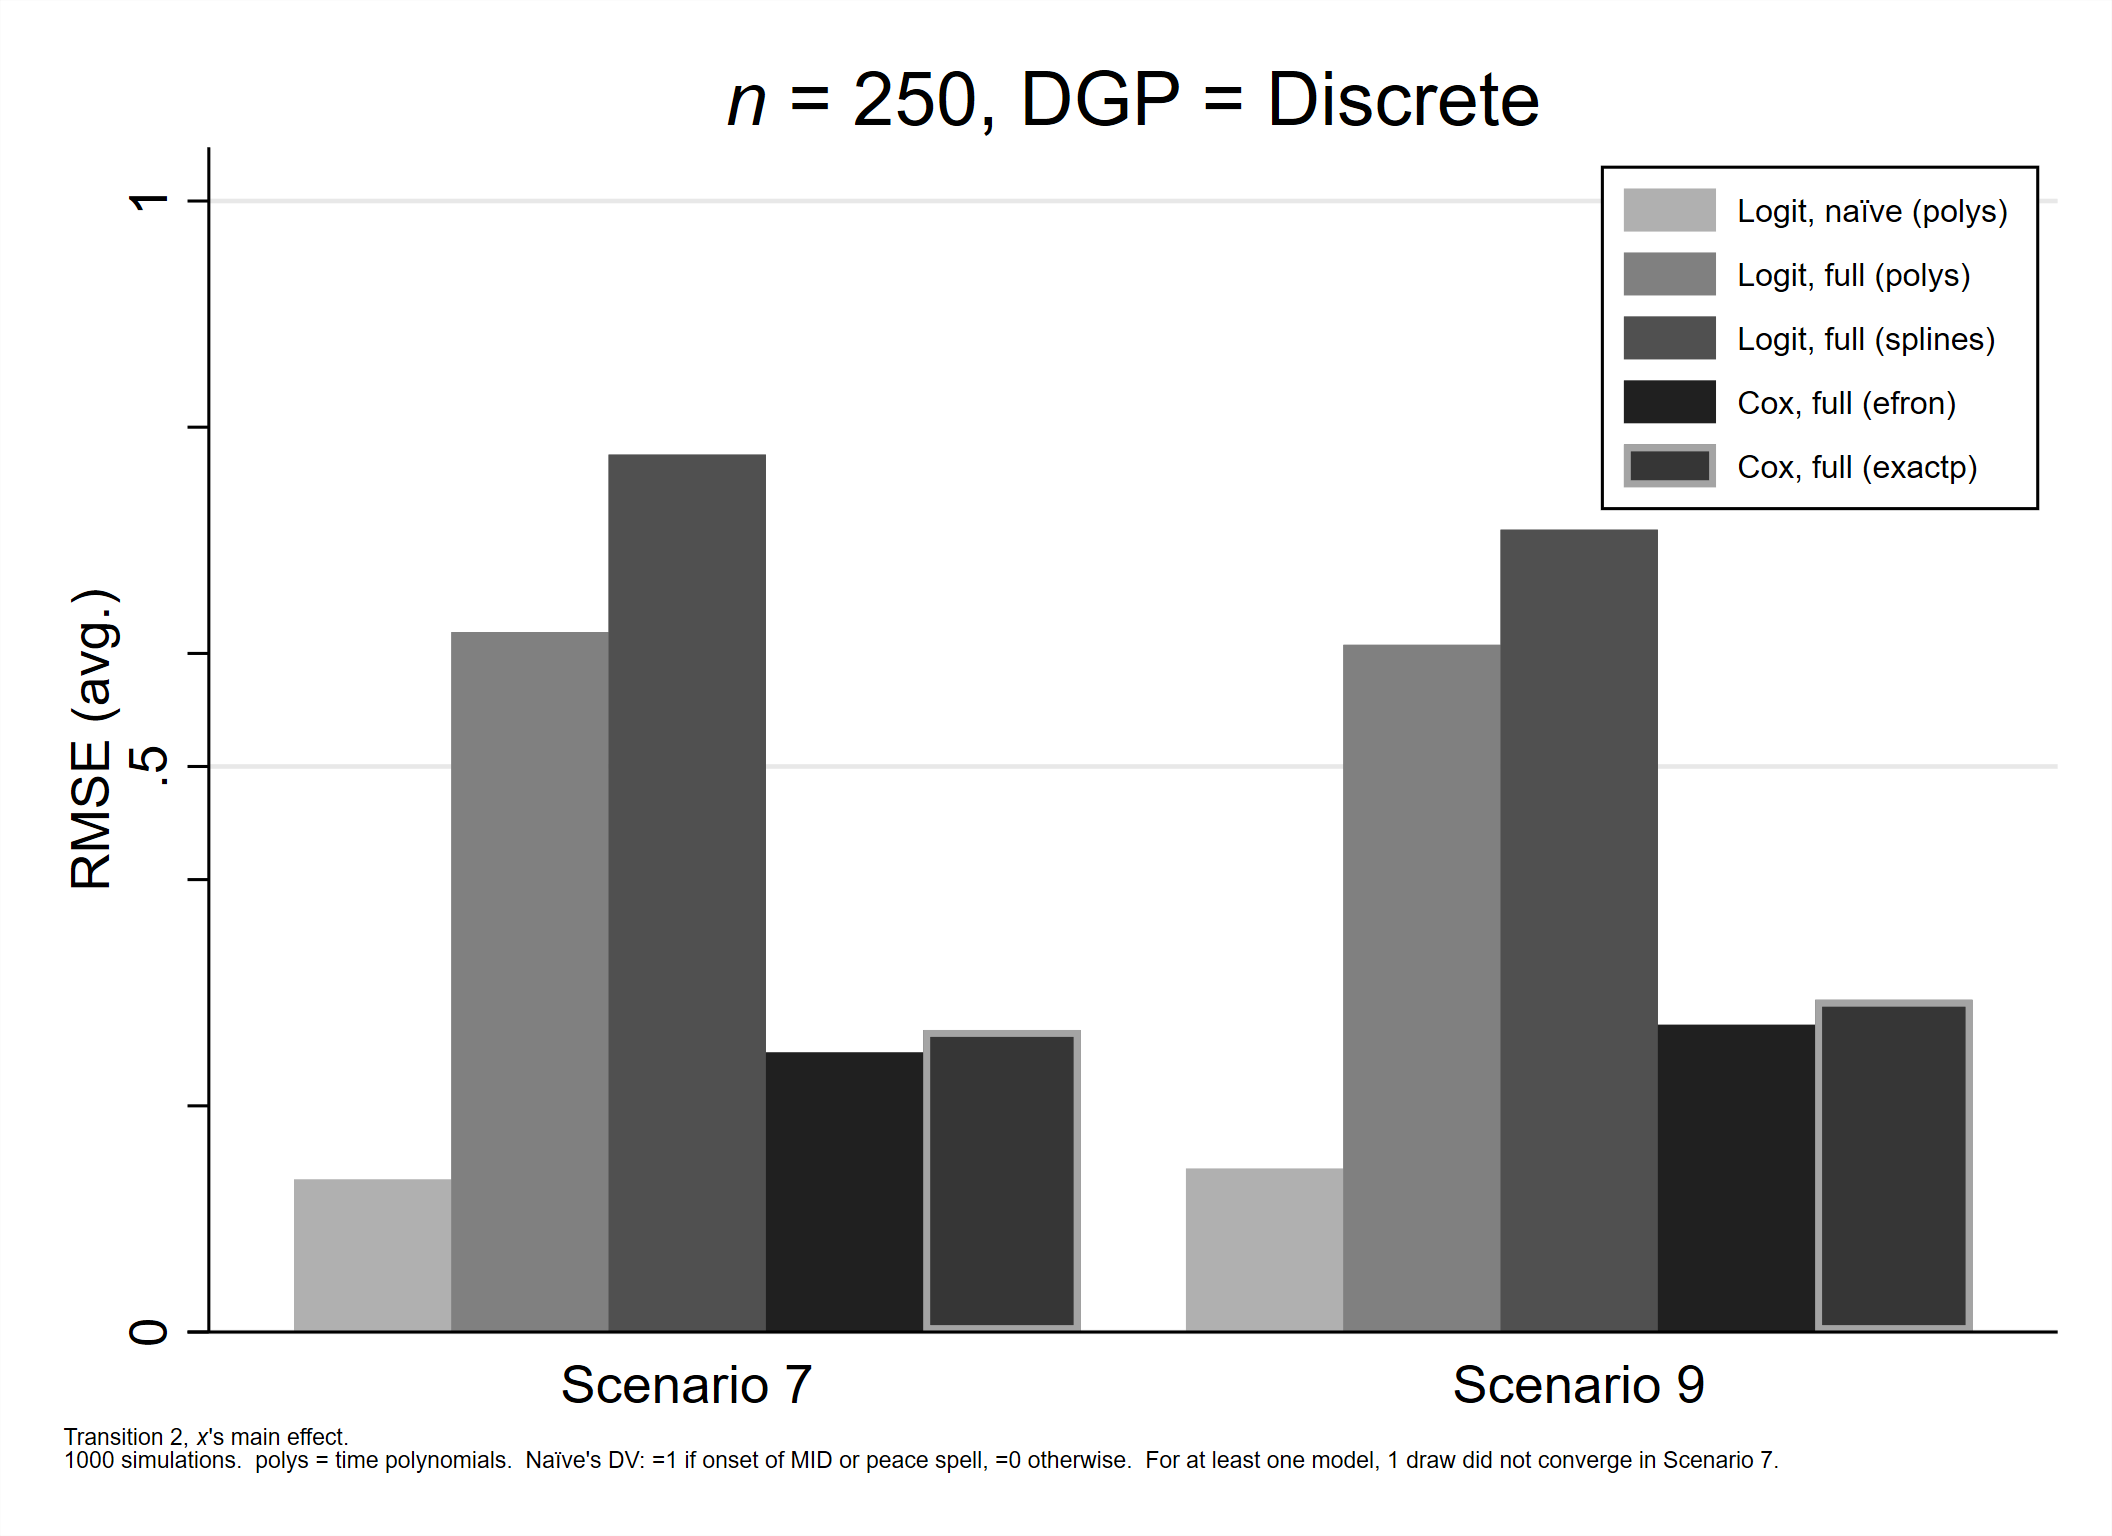 n = 250, DGP = Discrete
1
.5
0
RMSE (avg.)
Logit, naïve (polys)
Logit, full (polys)
Logit, full (splines)
Cox, full (efron)
Cox, full (exactp)
Scenario 7
Scenario 9
Transition 2, x's main effect.
1000 simulations.  polys = time polynomials.  Naïve's DV: =1 if onset of MID or peace spell, =0 otherwise.  For at least one model, 1 draw did not converge in Scenario 7.